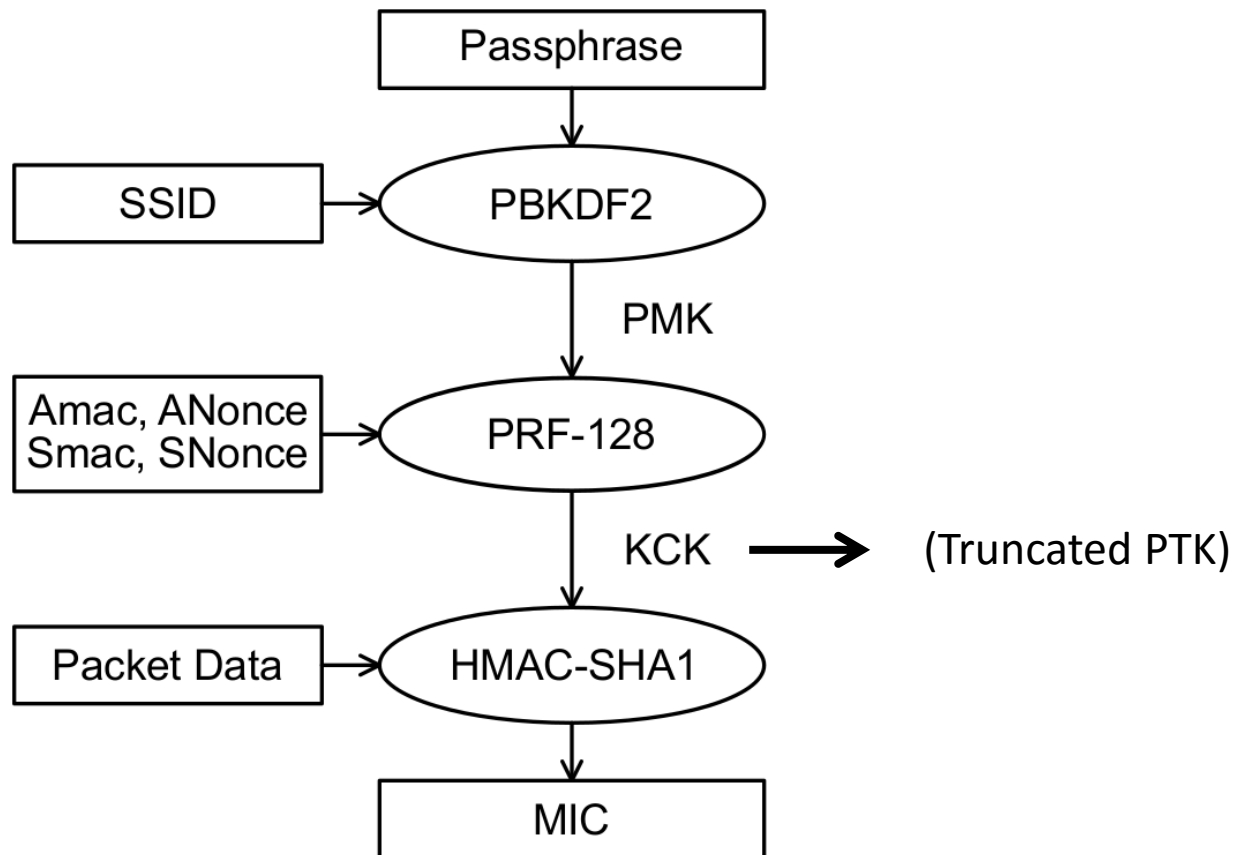 Passphrase
SSID
PBKDF2
PMK
Amac, ANonce
Smac, SNonce
PRF-128
KCK
(Truncated PTK)
Packet Data
HMAC-SHA1
MIC